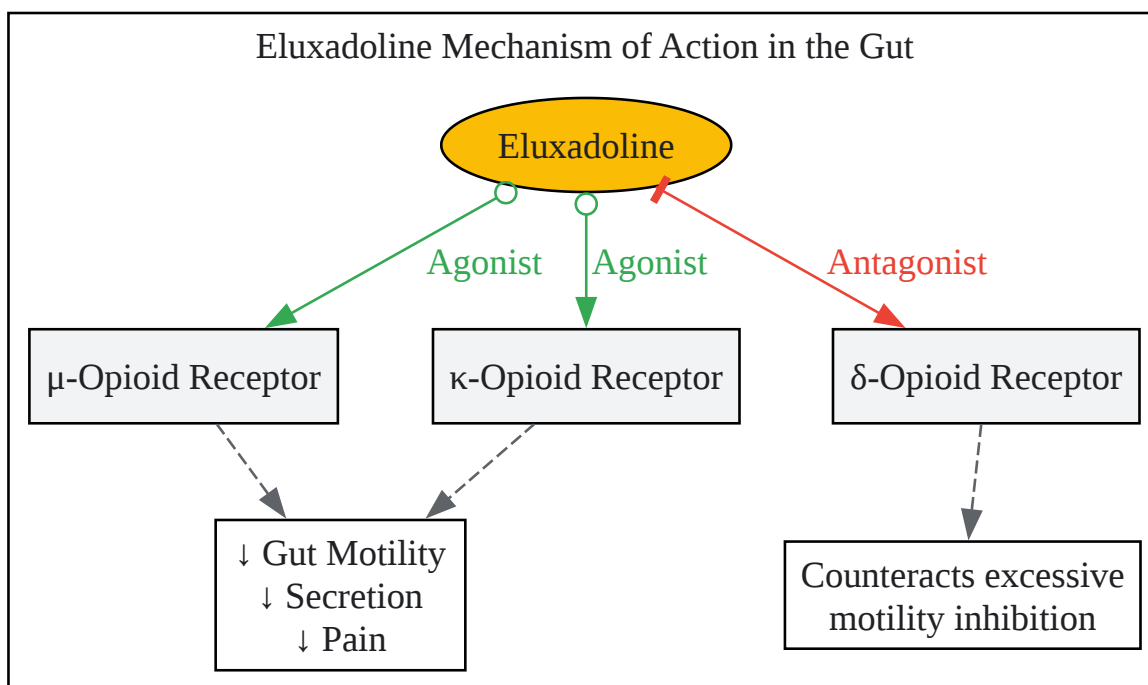 Eluxadoline Mechanism of Action in the Gut
Eluxadoline
Agonist
Agonist
Antagonist
μ-Opioid Receptor
κ-Opioid Receptor
δ-Opioid Receptor
↓ Gut Motility
↓ Secretion
↓ Pain
Counteracts excessive
motility inhibition